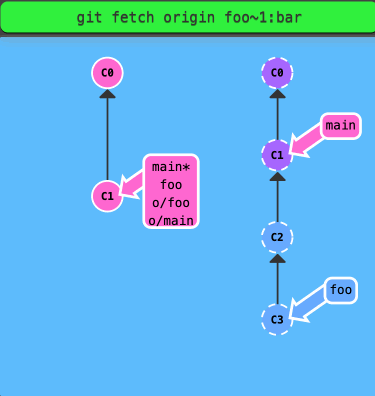 git fetch origin foo~1:bar
C0
C0
main
C1
main*
foo
o/foo
o/main
C1
C2
foo
C3